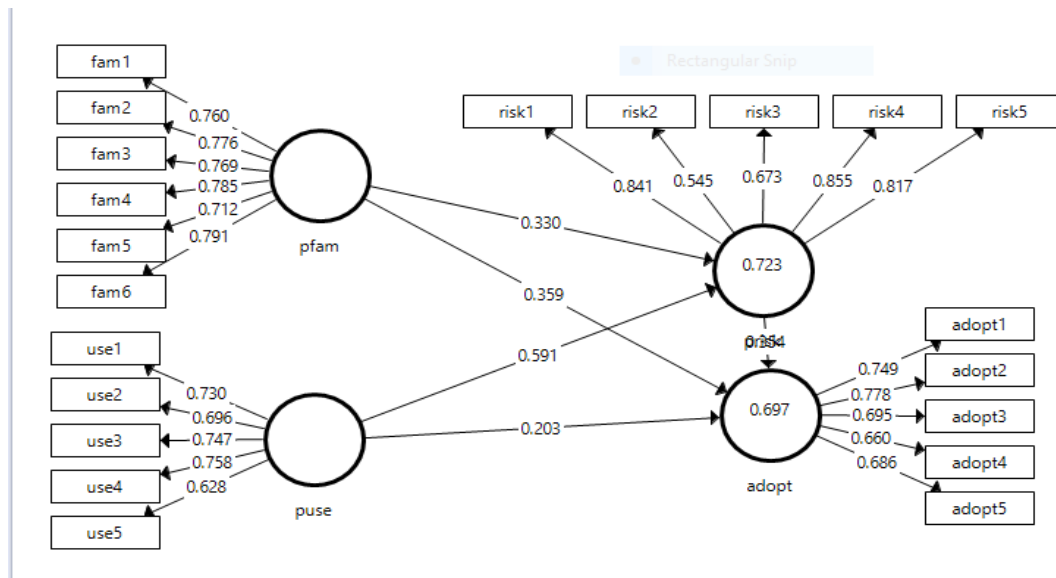 Rectangular Snip
fam1
fam2
fam3
fam4
fam5
fam6
0.760
0.776
0.769
0.785
0.712
0.791
pfam
risk1
risk2
risk3
risk4
risk5
0.841
0.545
0.673
0.855
0.817
0.330
0.723
0.359
0.591
0.203
use1
use2
use3
use4
use5
0.730
0.696
0.747
0.758
0.628
puse
0.697
adopt
adopt1
adopt2
adopt3
adopt4
adopt5
0.749
0.778
0.695
0.660
0.686